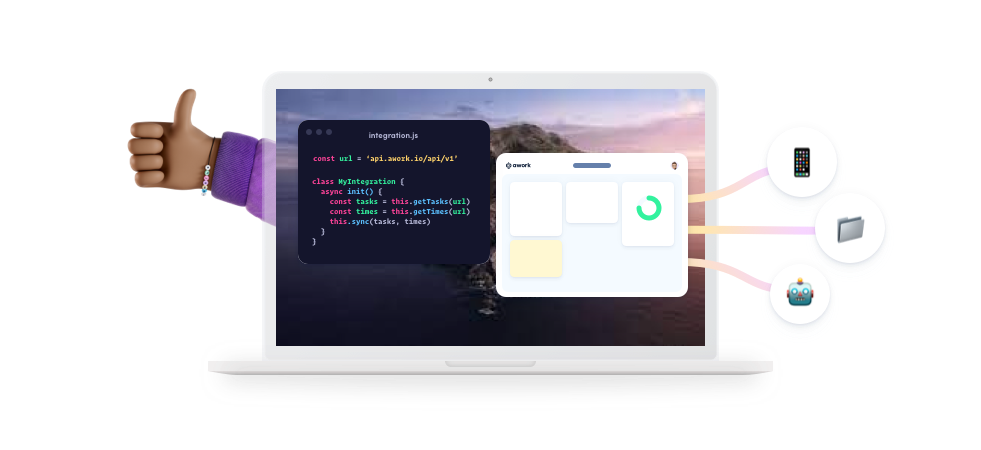 integration.js
const url = ‘api.awork.io/api/v1’
class MyIntegration {
async init() {
const tasks = this.getTasks(url)
const times = this.getTimes(url)
this.sync(tasks, times)
}
}
awork